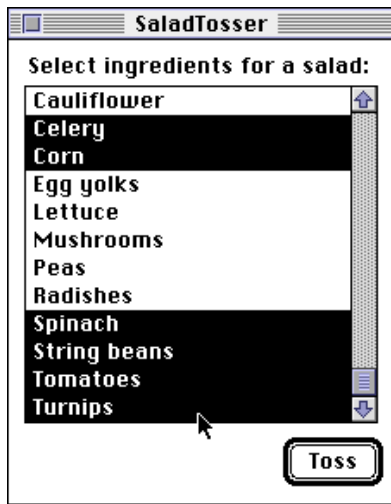 SaladTosser
Select ingredients for a salad:
Cauliflower
Celery
Corn
Egg yolks
Lettuce
Mushrooms
Peas
Radishes
Spinach
String beans
Tomatoes
Turnips
Toss